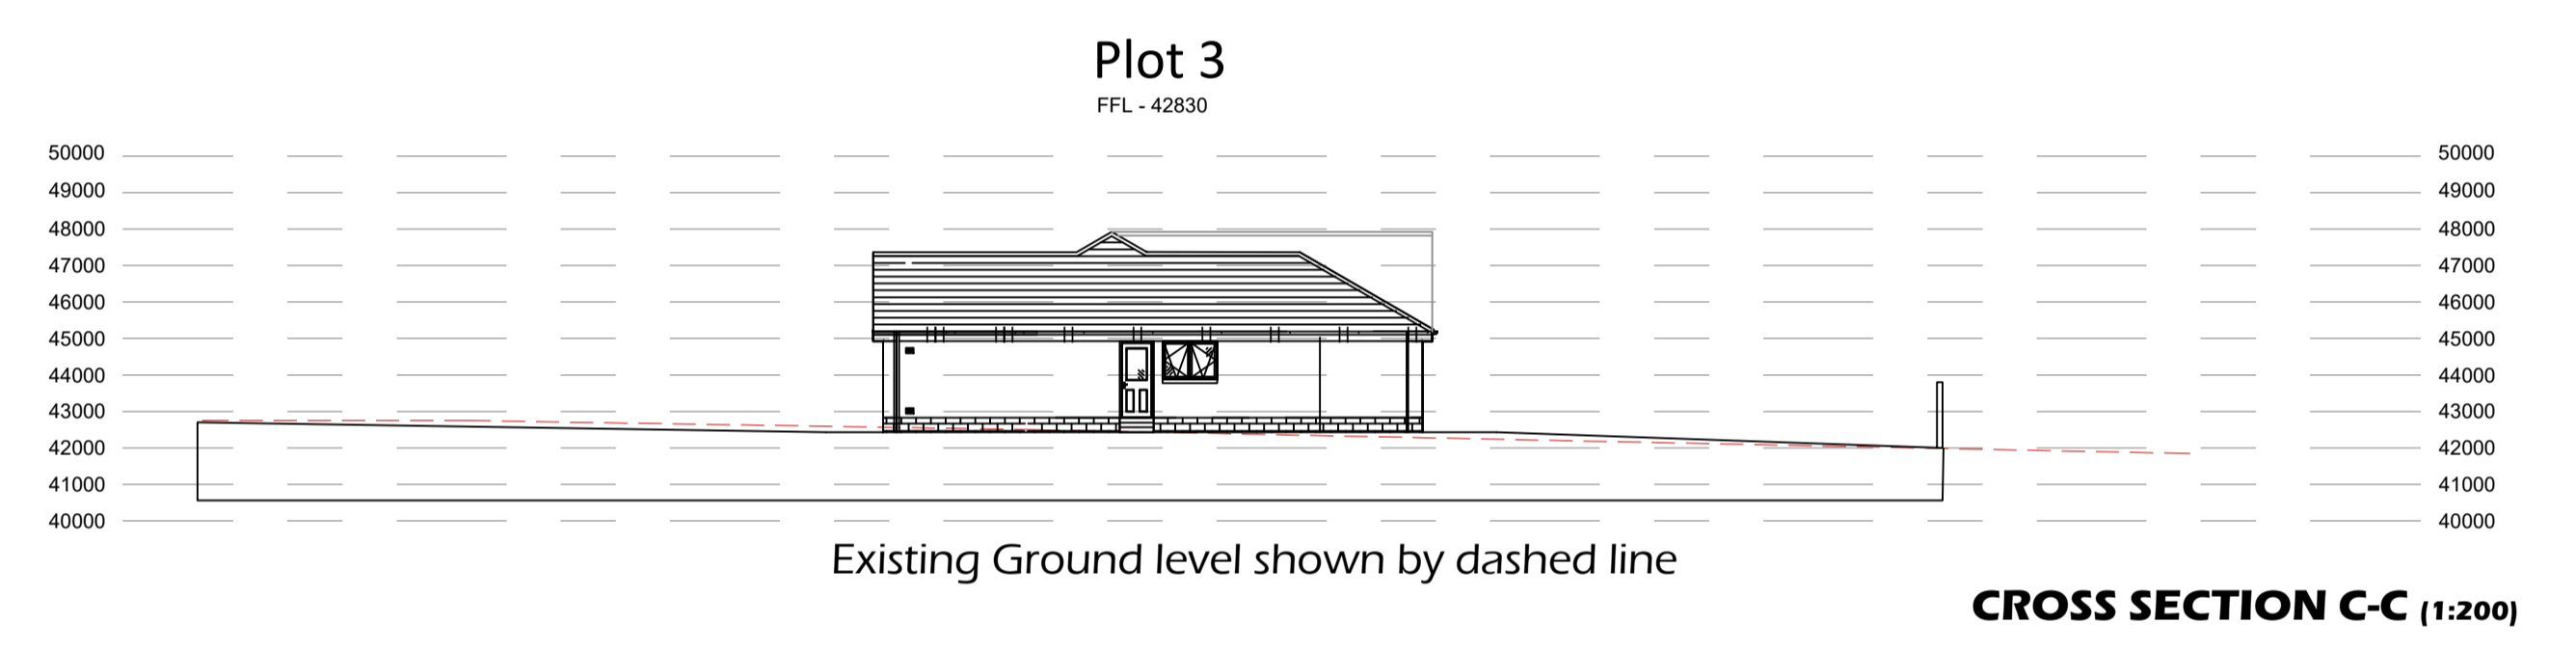 Plot 3
FFL - 42830
50000 50000
49000 49000
48000 48000
47000 47000
46000 46000
45000 45000
44000 44000
43000 43000
42000 42000
41000 41000
40000 40000
Existing Ground level shown by dashed line
CROSS SECTION C-C (1:200)